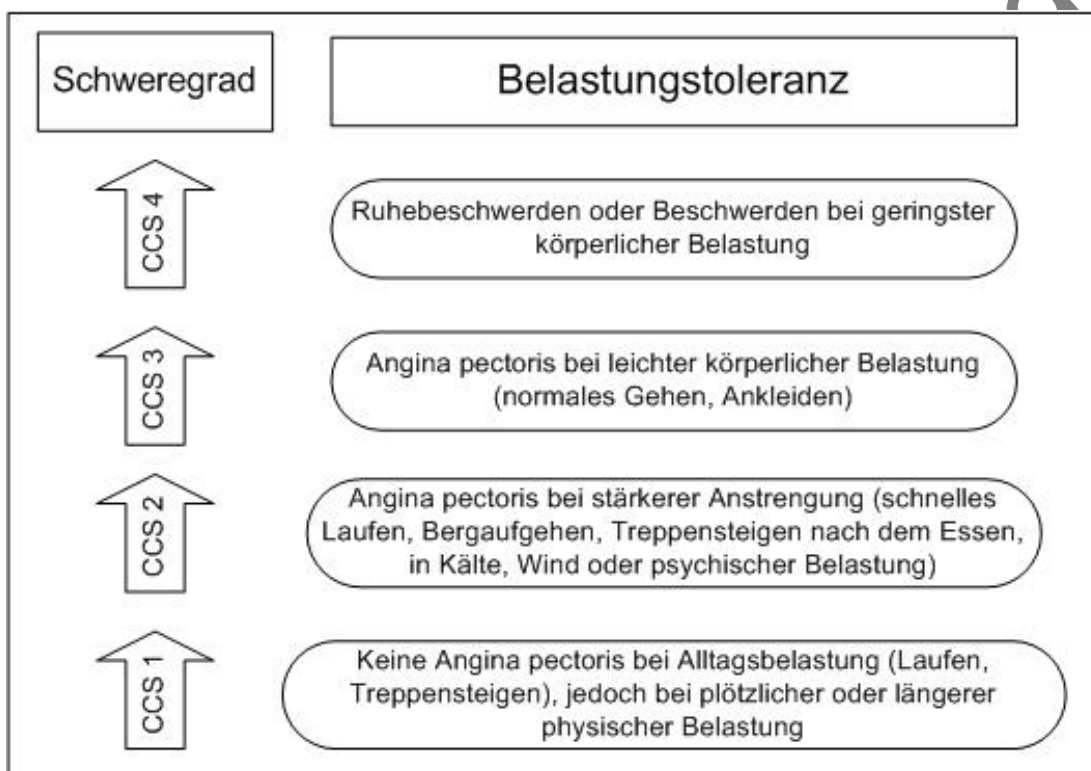 Schweregrad
Belastungstoleranz
CCS 4
Ruhebeschwerden oder Beschwerden bei geringster
körperlicher Belastung
CCS 3
Angina pectoris bei leichter körperlicher Belastung
(normales Gehen, Ankleiden)
CCS 2
Angina pectoris bei stärkerer Anstrengung (schnelles
Laufen, Bergaufgehen, Treppensteigen nach dem Essen,
in Kälte, Wind oder psychischer Belastung)
CCS 1
Keine Angina pectoris bei Alltagsbelastung (Laufen,
Treppensteigen), jedoch bei plötzlicher oder längerer
physischer Belastung